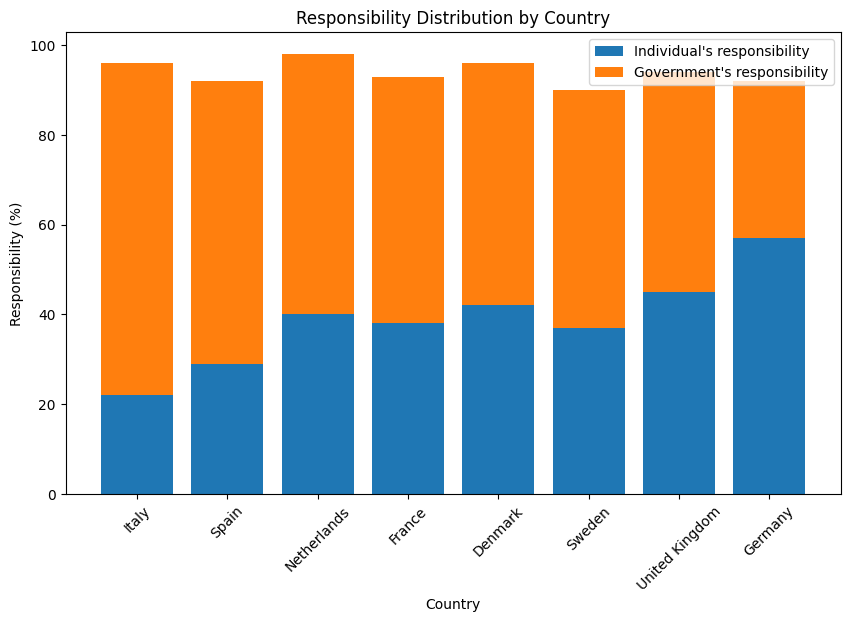 Responsibility Distribution by Country
Individual's responsibility
Government's responsibility
Responsibility (%)
100
80
60
40
20
0
Italy
Spain
Netherlands
France
Denmark
Sweden
United Kingdom
Germany
Country